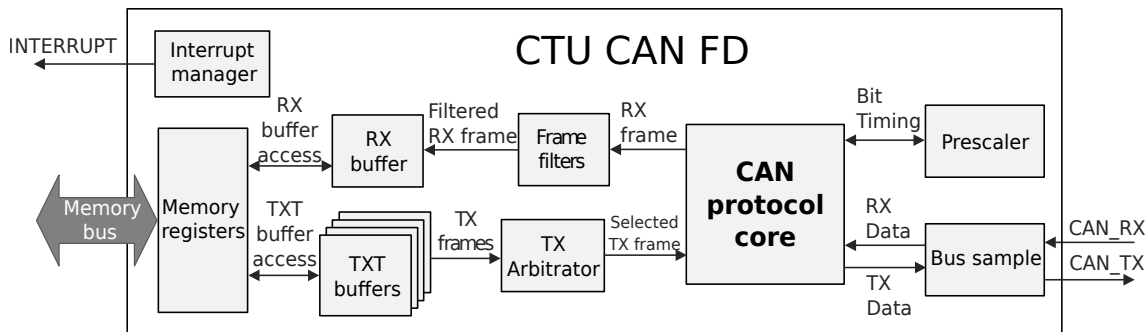 CTU CAN FD
INTERRUPT
Interrupt
manager
RX
buffer
access
RX
buffer
Filtered
RX frame
Frame
filters
RX
frame
CAN
protocol
core
Bit
Timing
Prescaler
Memory
bus
Memory
registers
TXT
buffer
access
TXT
buffers
TX
frames
TX
Arbitrator
Selected
TX frame
RX
Data
TX
Data
Bus sample
CAN_RX
CAN_TX